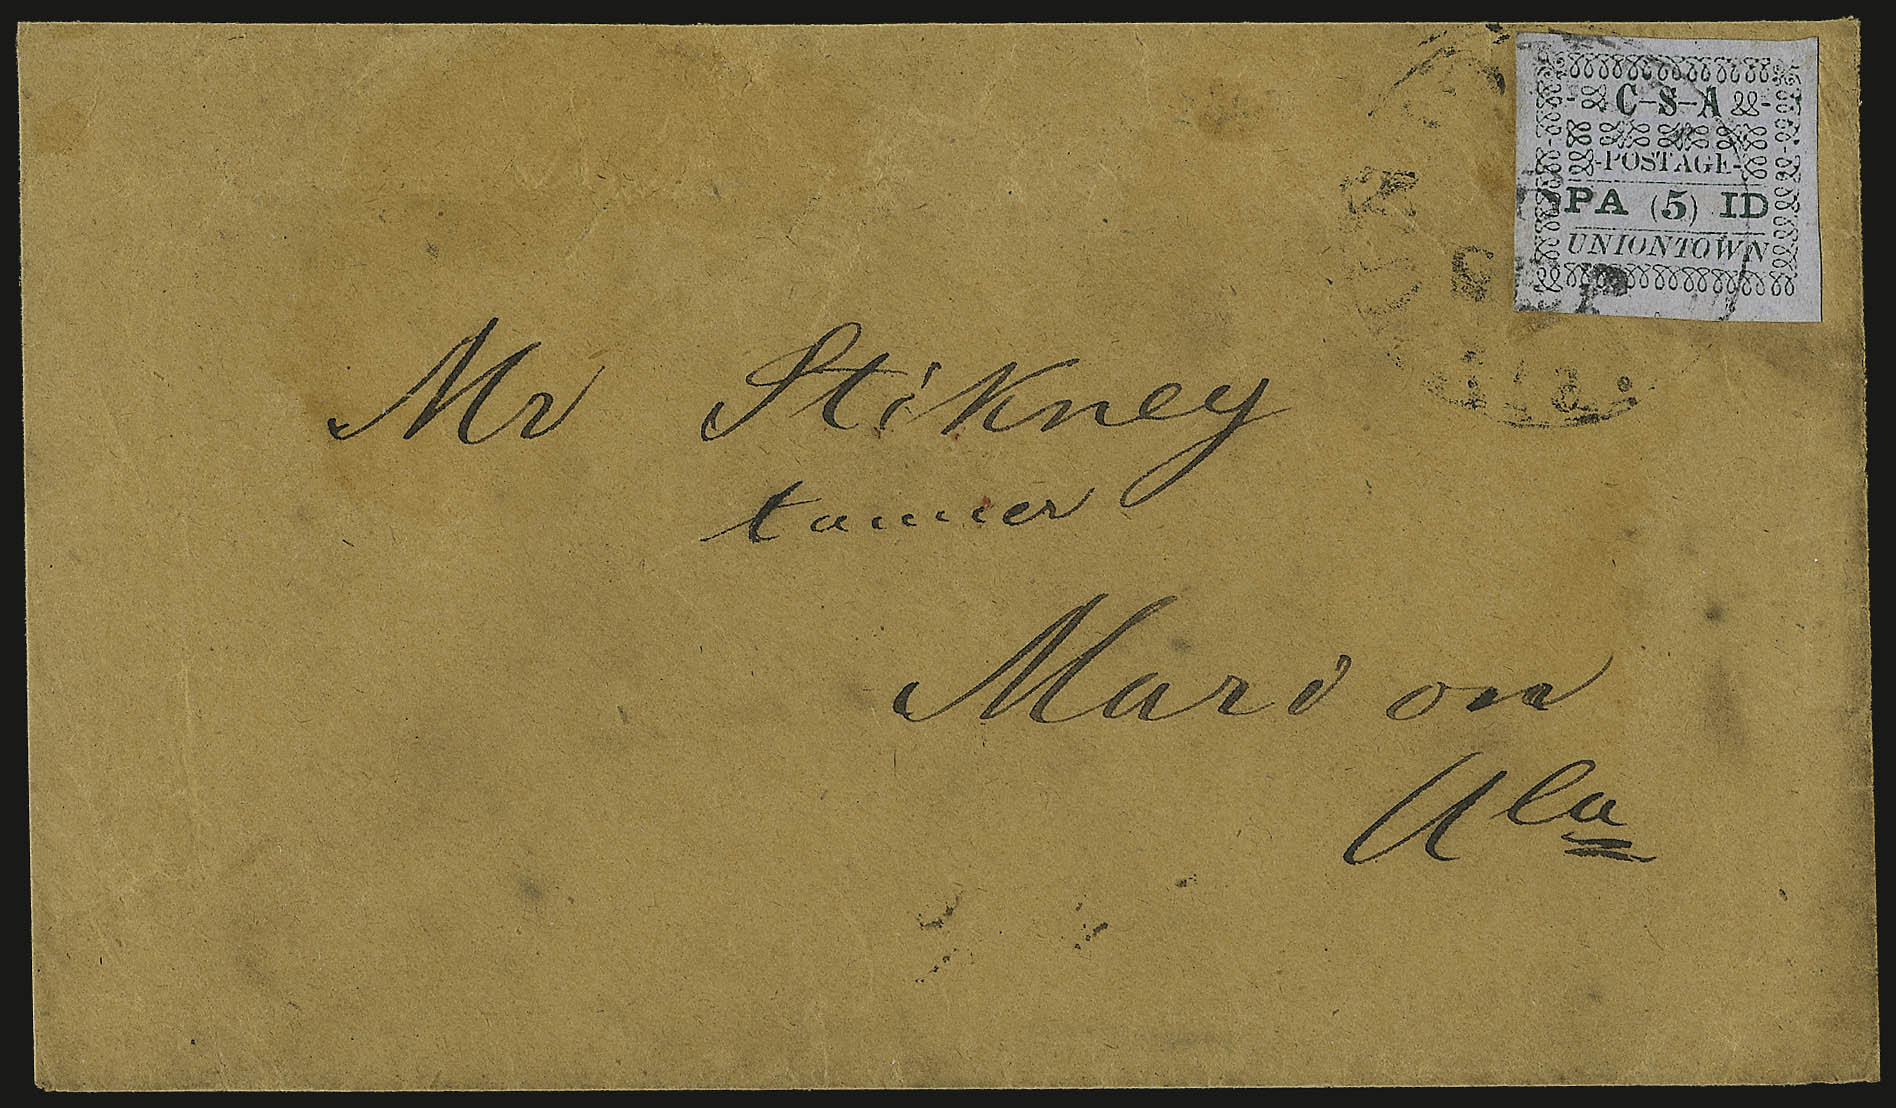 C-S-A
-POSTAGE-
PA (5) ID
UNIONTOWN
Mr Stikney
tanner
Marion
Ala